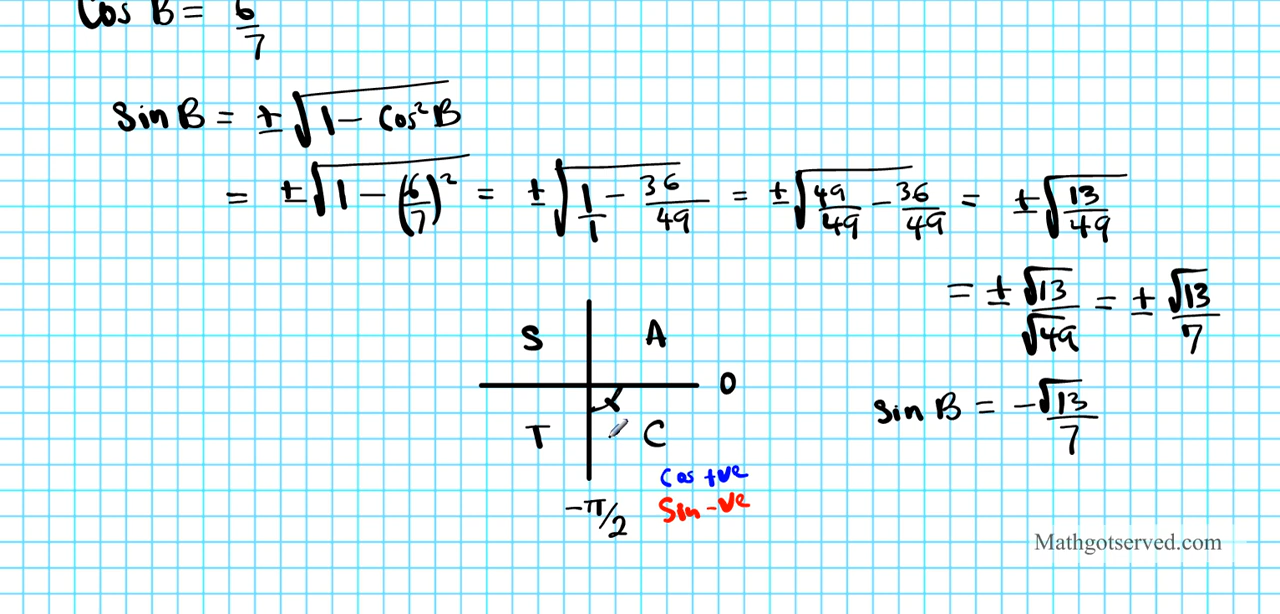 Cos B = 6/7
Sin B = ±√(1 - Cos²B)
= ±√(1 - (6/7)²) = ±√(1/1 - 36/49) = ±√(49/49 - 36/49) = ±√(13/49)
= ±√13/√49 = ±√13/7
S A
O
Sin B = -√13/7
T C
Cos +ve
-π/2 Sin -ve
Mathgotserved.com